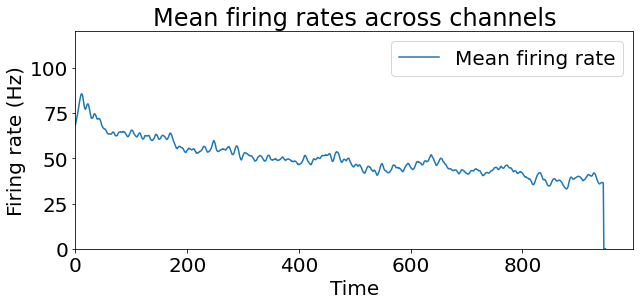 Mean firing rates across channels
Mean firing rate
Firing rate (Hz)
100
75
50
25
0
0 200 400 600 800
Time